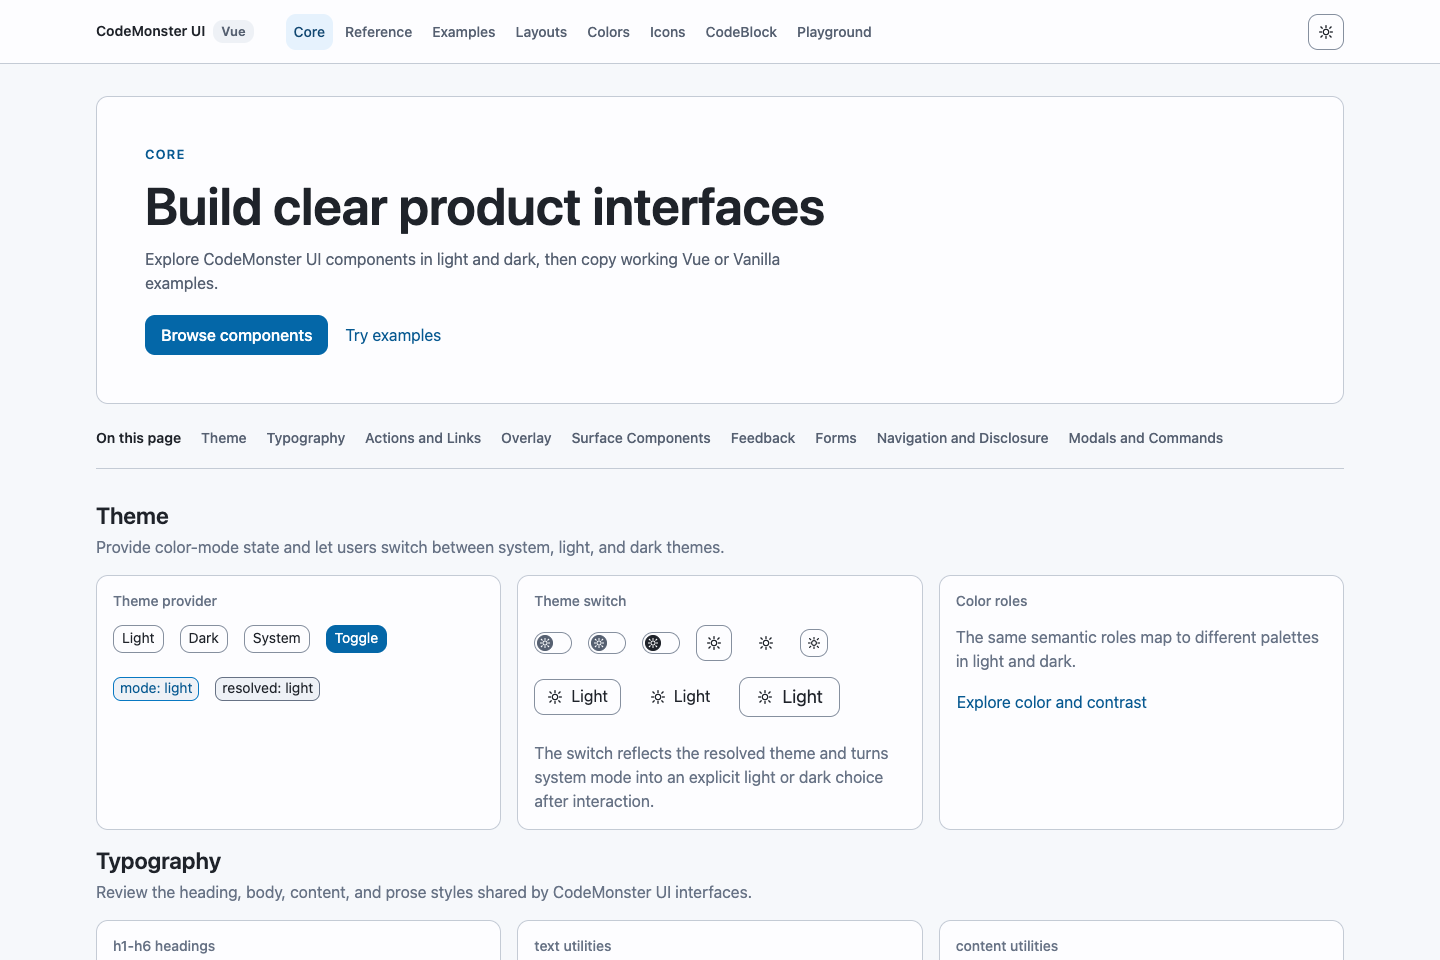 CodeMonster UI Vue Core Reference Examples Layouts Colors Icons CodeBlock Playground
CORE
Build clear product interfaces
Explore CodeMonster UI components in light and dark, then copy working Vue or Vanilla
examples.
Browse components Try examples
On this page Theme Typography Actions and Links Overlay Surface Components Feedback Forms Navigation and Disclosure Modals and Commands
Theme
Provide color-mode state and let users switch between system, light, and dark themes.
Theme provider
Light Dark System Toggle
mode: light resolved: light
Theme switch
Light Light Light
The switch reflects the resolved theme and turns
system mode into an explicit light or dark choice
after interaction.
Color roles
The same semantic roles map to different palettes
in light and dark.
Explore color and contrast
Typography
Review the heading, body, content, and prose styles shared by CodeMonster UI interfaces.
h1-h6 headings
text utilities
content utilities